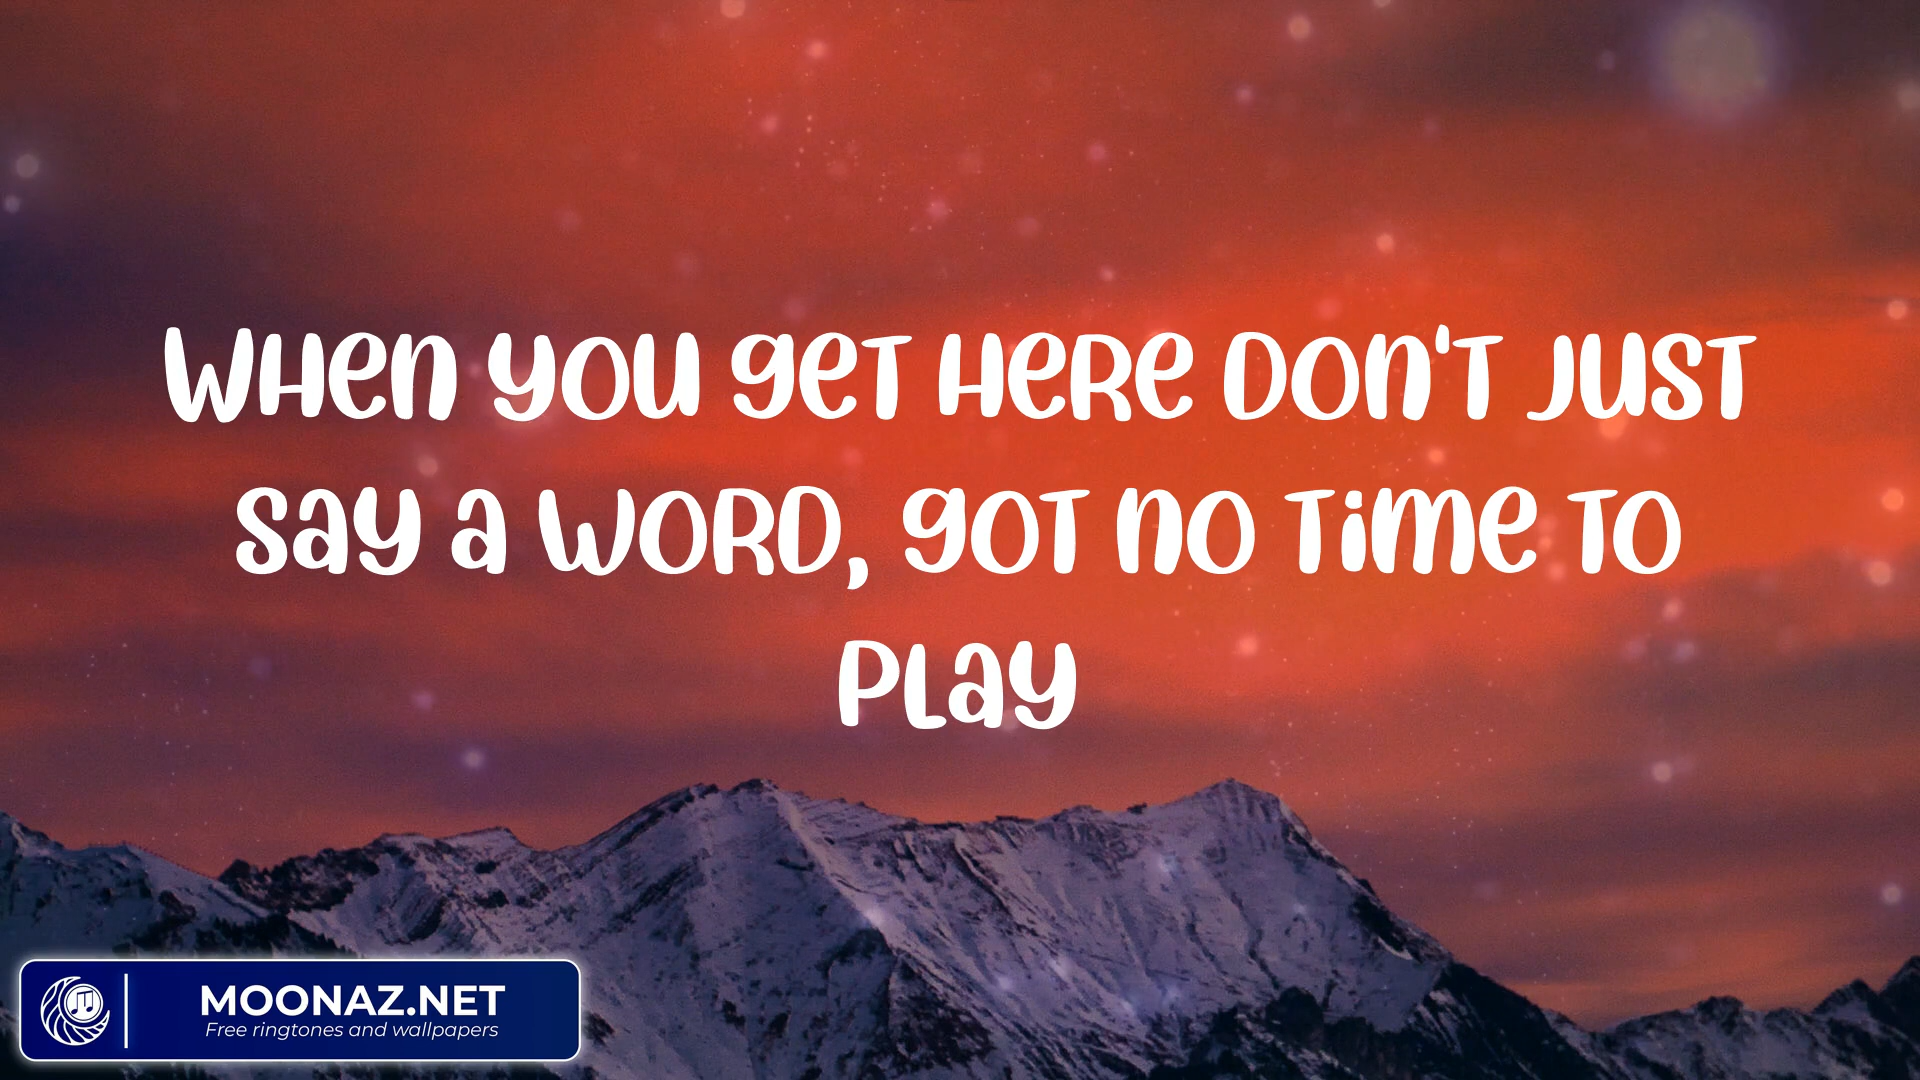 When you get here don't just
say a word, got no time to
play
MOONAZ.NET
Free ringtones and wallpapers